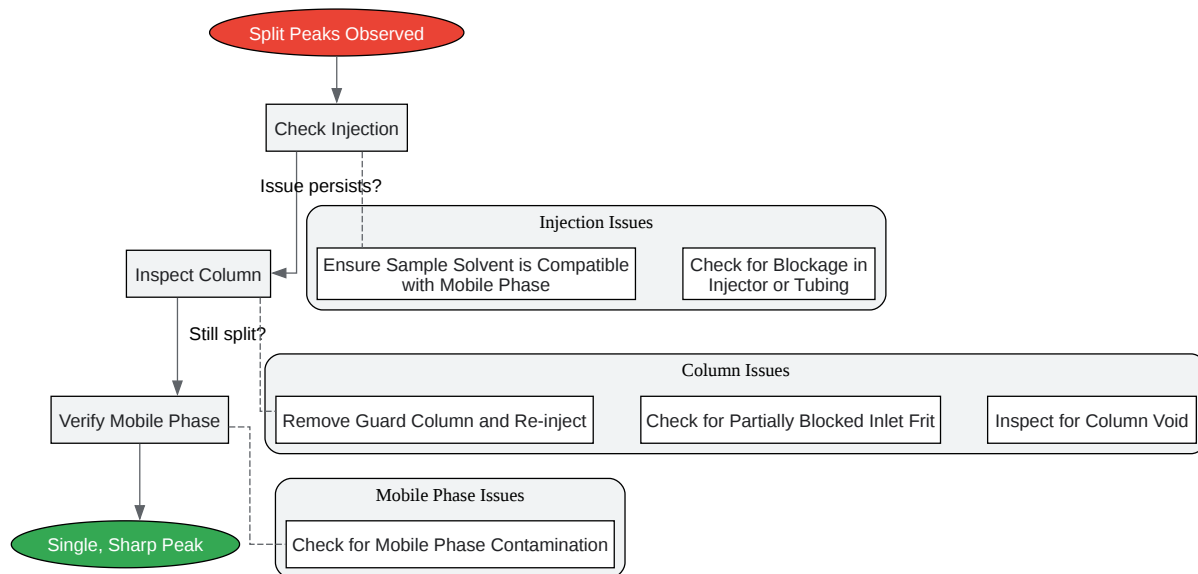 Split Peaks Observed
Check Injection
Issue persists?
Injection Issues
Ensure Sample Solvent is Compatible
with Mobile Phase
Check for Blockage in
Injector or Tubing
Inspect Column
Still split?
Column Issues
Remove Guard Column and Re-inject
Check for Partially Blocked Inlet Frit
Inspect for Column Void
Verify Mobile Phase
Mobile Phase Issues
Check for Mobile Phase Contamination
Single, Sharp Peak